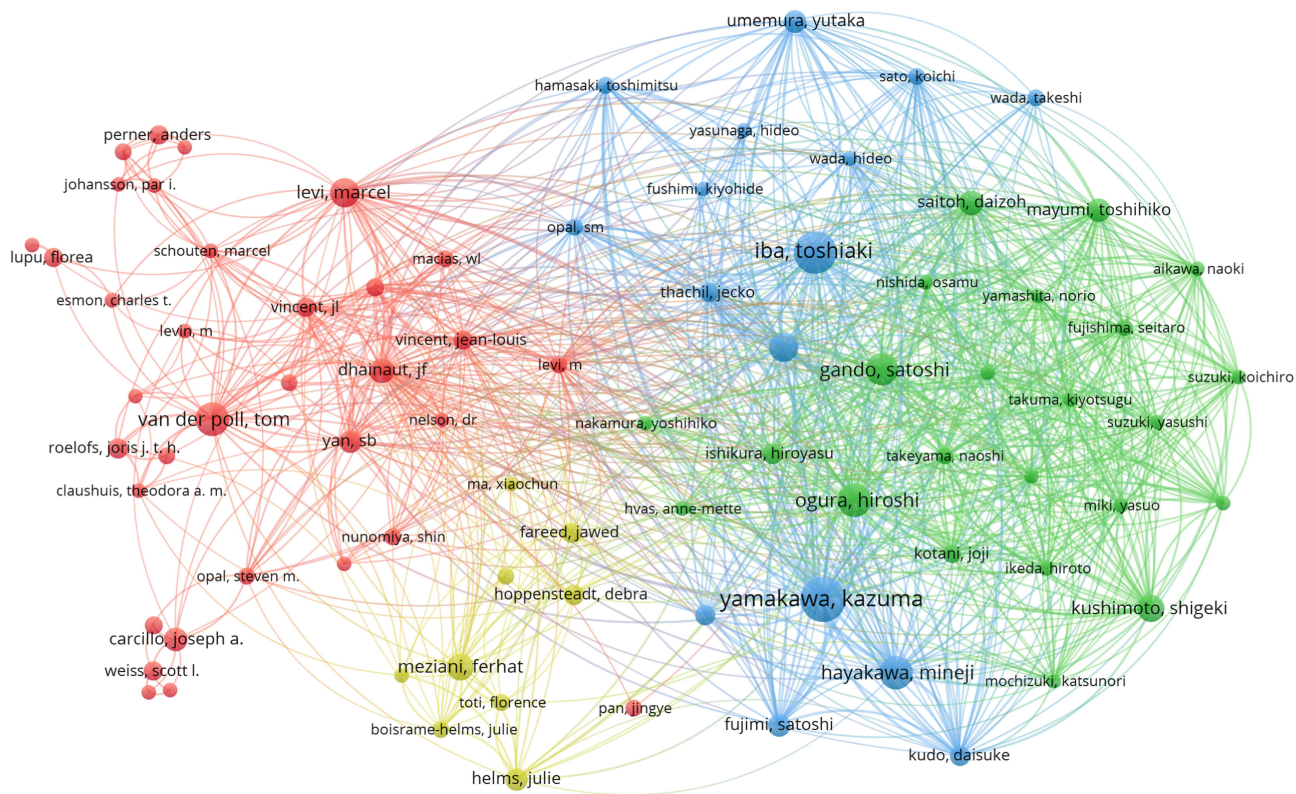 umemura, yutaka
hamasaki, toshimitsu
sato, koichi
wada, takeshi
perner, anders
yasunaga, hideo
wada, hideo
johansson, par i.
levi, marcel
fushimi, kiyohide
saitoh, daizoh
mayumi, toshihiko
opal, sm
schouten, marcel
lupu, florea
macias, wl
iba, toshiaki
aikawa, naoki
nishida, osamu
thachil, jecko
yamashita, norio
esmon, charles t.
vincent, jl
fujishima, seitaro
levin, m
vincent, jean-louis
levi, m
dhainaut, jf
gando, satoshi
suzuki, koichiro
takuma, kiyotsugu
van der poll, tom
nelson, dr
nakamura, yoshihiko
suzuki, yasushi
yan, sb
roelofs, joris j. t. h.
ishikura, hiroyasu
takeyama, naoshi
ma, xiaochun
claushuis, theodora a. m.
ogura, hiroshi
hvas, anne-mette
miki, yasuo
fareed, jawed
nunomiya, shin
kotani, joji
ikeda, hiroto
opal, steven m.
hoppensteadt, debra
yamakawa, kazuma
kushimoto, shigeki
carcillo, joseph a.
meziani, ferhat
weiss, scott l.
hayakawa, mineji
mochizuki, katsunori
toti, florence
pan, jingye
boisrame-helms, julie
fujimi, satoshi
kudo, daisuke
helms, julie